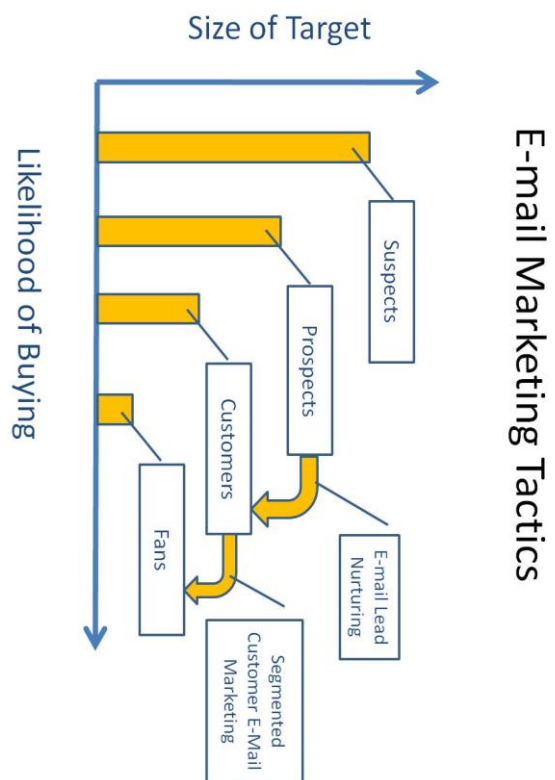 E-mail Marketing Tactics
Size of Target
Suspects
Prospects
E-mail Lead
Nurturing
Customers
Segmented
Customer E-Mail
Marketing
Fans
Likelihood of Buying